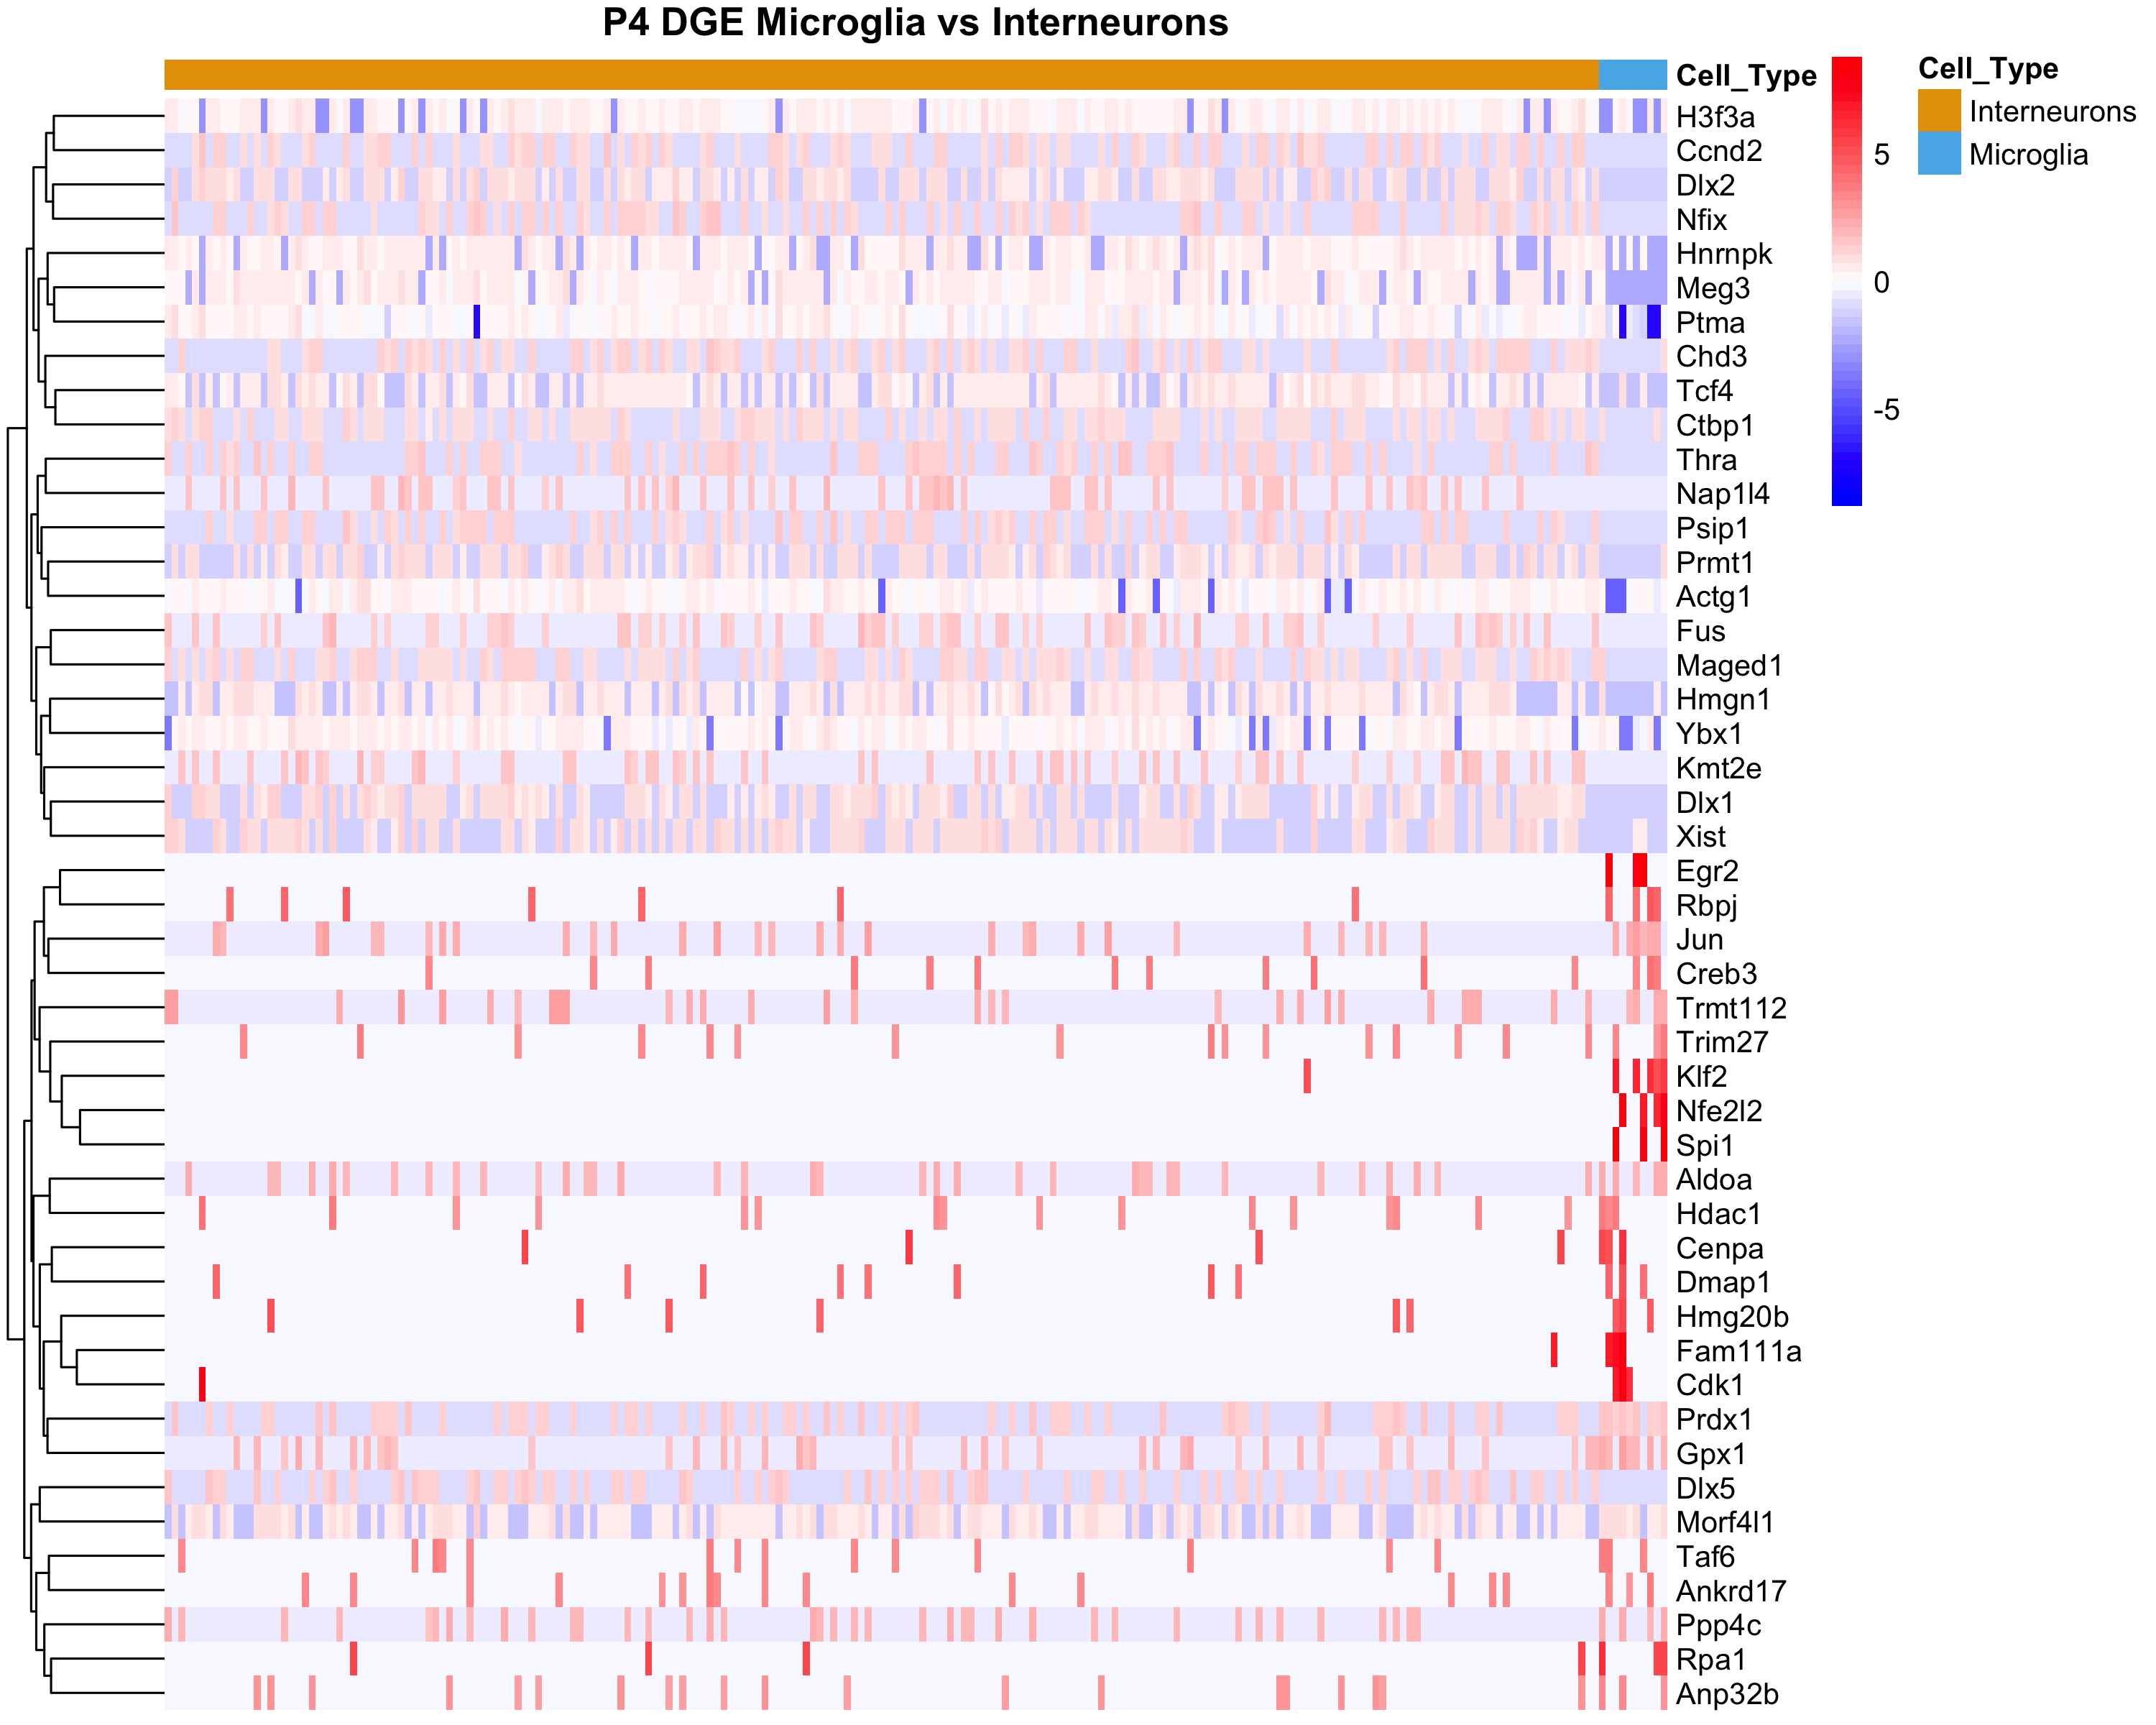 P4 DGE Microglia vs Interneurons
Cell_Type
H3f3a
Ccnd2
Dlx2
Nfix
Hnrnpk
Meg3
Ptma
Chd3
Tcf4
Ctbp1
Thra
Nap1l4
Psip1
Prmt1
Actg1
Fus
Maged1
Hmgn1
Ybx1
Kmt2e
Dlx1
Xist
Egr2
Rbpj
Jun
Creb3
Trmt112
Trim27
Klf2
Nfe2l2
Spi1
Aldoa
Hdac1
Cenpa
Dmap1
Hmg20b
Fam111a
Cdk1
Prdx1
Gpx1
Dlx5
Morf4l1
Taf6
Ankrd17
Ppp4c
Rpa1
Anp32b
5
0
-5
Cell_Type
Interneurons
Microglia